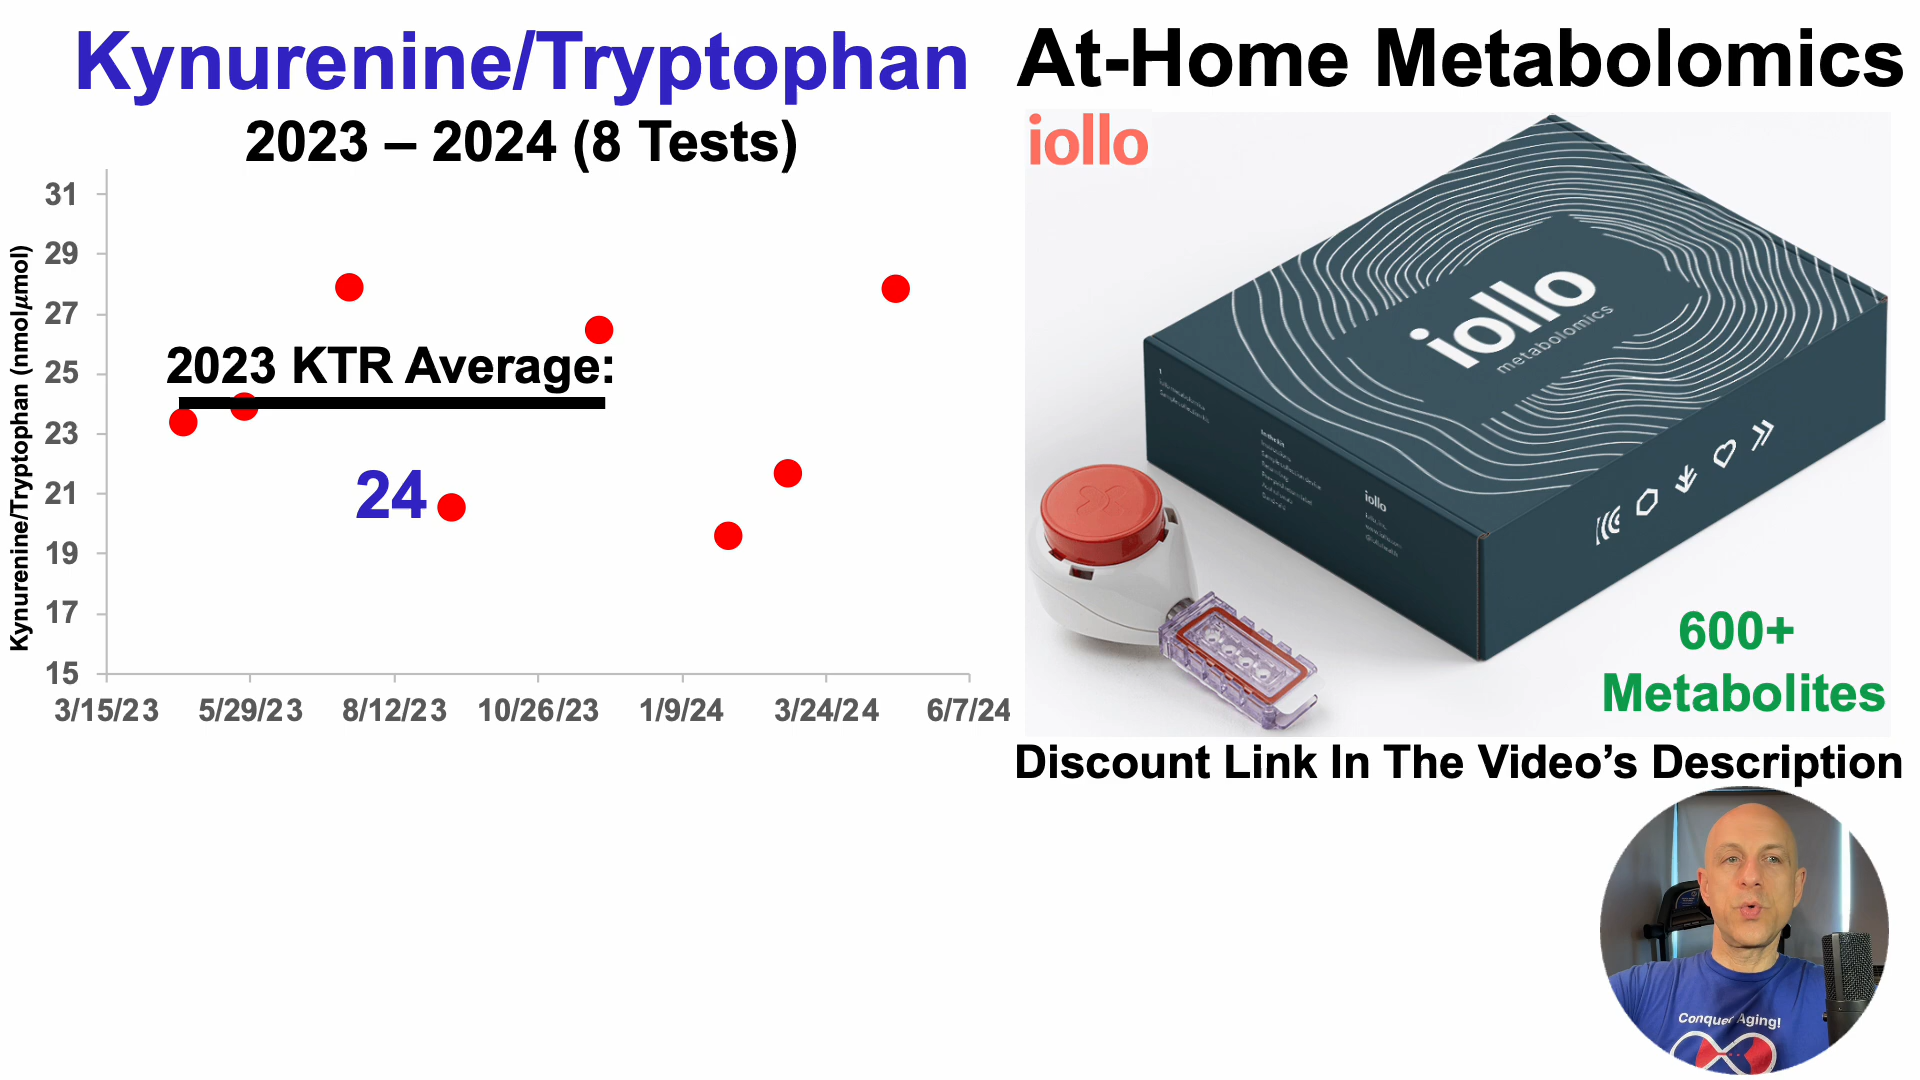 Kynurenine/Tryptophan
2023 – 2024 (8 Tests)
Kynurenine/Tryptophan (nmol/μmol)
31
29
27
25
23
21
19
17
15
2023 KTR Average:
24
3/15/23 5/29/23 8/12/23 10/26/23 1/9/24 3/24/24 6/7/24
At-Home Metabolomics
iollo
iollo
metabolomics
iollo
600+
Metabolites
Discount Link In The Video’s Description
Conquer Aging!